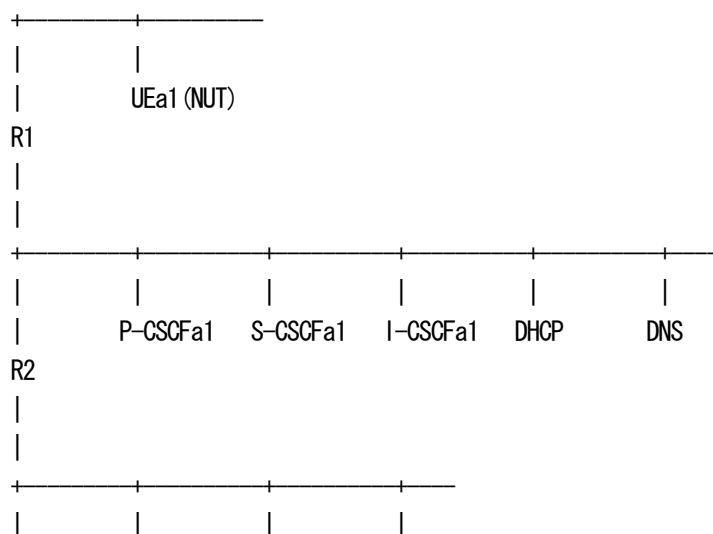 UEa1(NUT)
R1
P-CSCFa1 S-CSCFa1 I-CSCFa1 DHCP DNS
R2